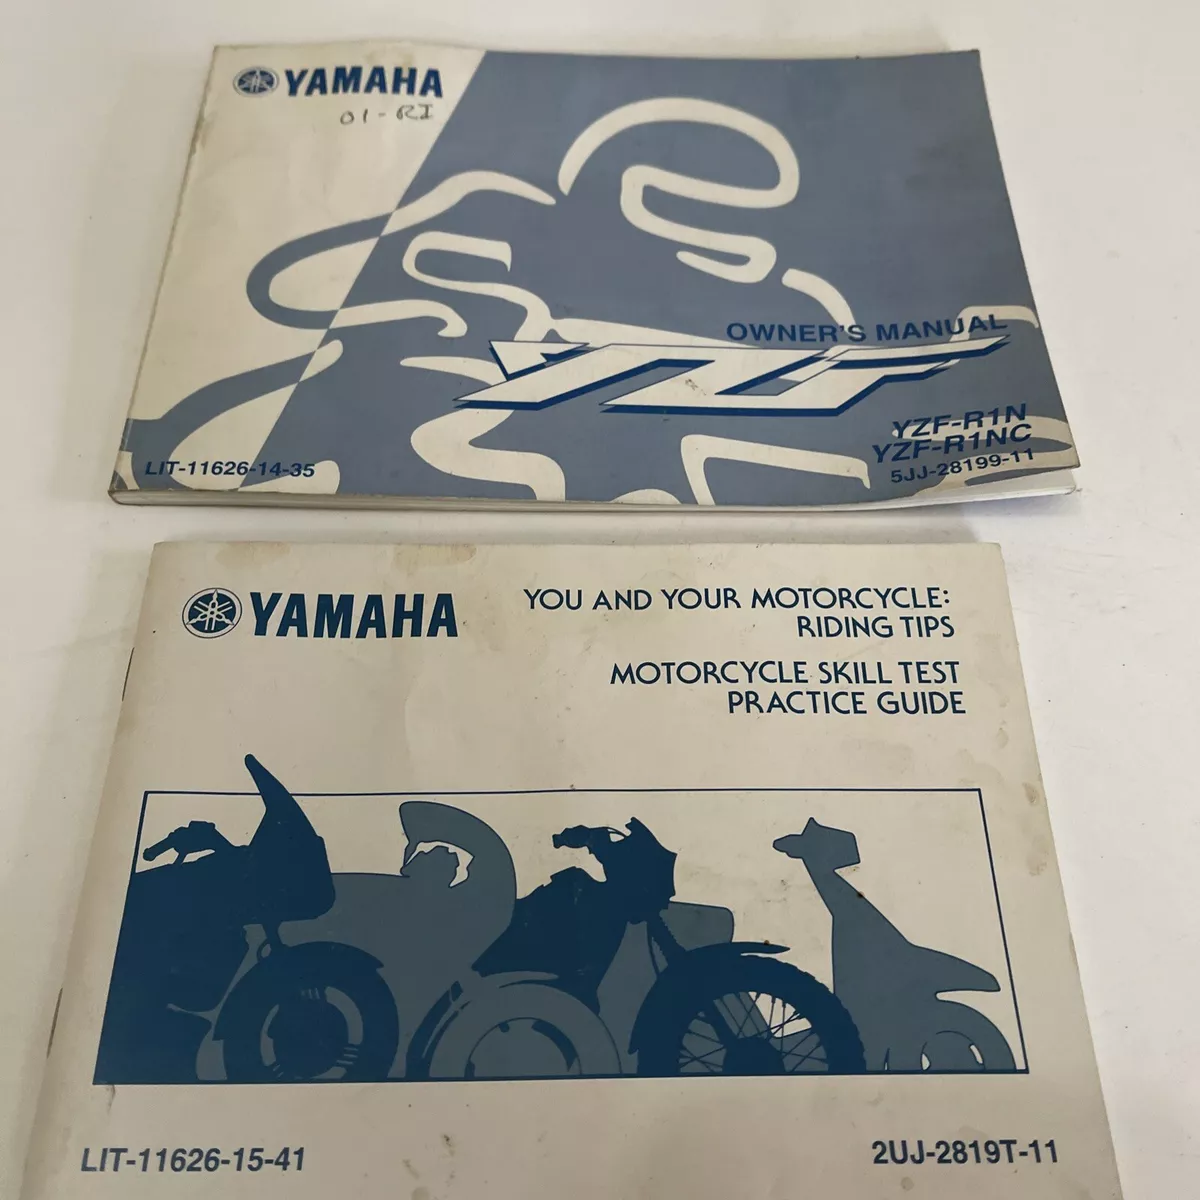 YAMAHA
01-RI
OWNER'S MANUAL
YZF
YZF-R1N
YZF-R1NC
5JJ-28199-11
LIT-11626-14-35
YAMAHA
YOU AND YOUR MOTORCYCLE:
RIDING TIPS
MOTORCYCLE SKILL TEST
PRACTICE GUIDE
LIT-11626-15-41
2UJ-2819T-11